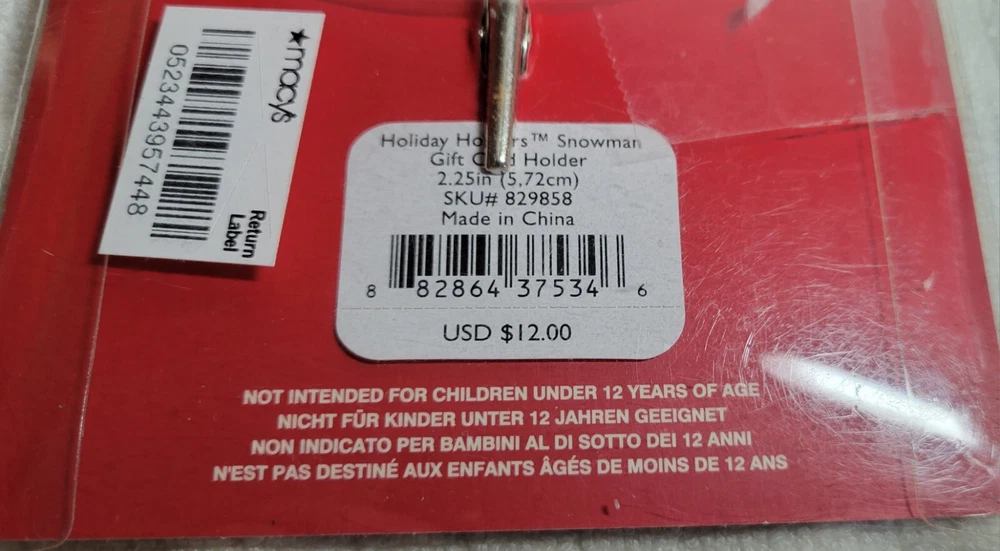 ★macy's
052344395​7448
Return
Label
Holiday Ho rs™ Snowman
Gift C d Holder
2.25in (5,72cm)
SKU# 829858
Made in China
8 82864 37534 6
USD $12.00
NOT INTENDED FOR CHILDREN UNDER 12 YEARS OF AGE
NICHT FÜR KINDER UNTER 12 JAHREN GEEIGNET
NON INDICATO PER BAMBINI AL DI SOTTO DEI 12 ANNI
N'EST PAS DESTINÉ AUX ENFANTS ÂGÉS DE MOINS DE 12 ANS